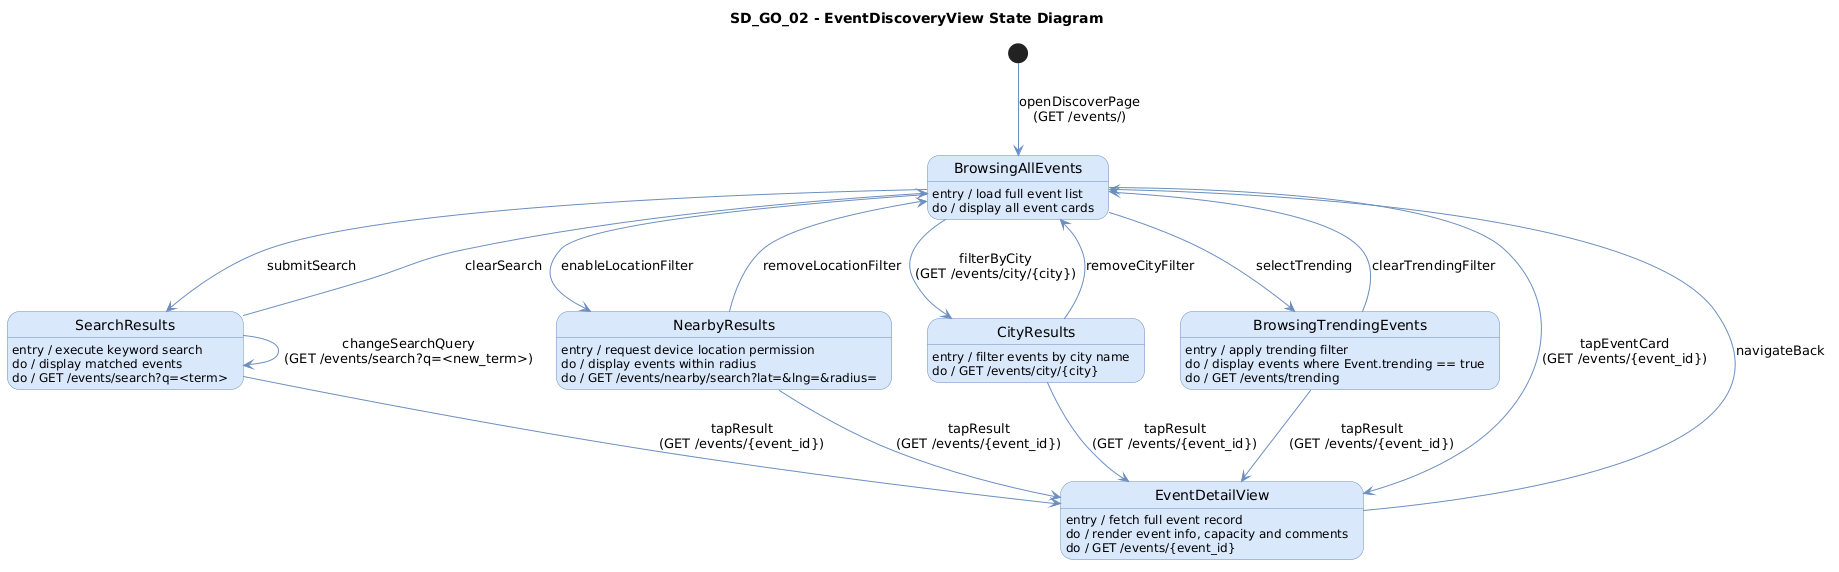 SD_GO_02 - EventDiscoveryView State Diagram
openDiscoverPage
(GET /events/)
BrowsingAllEvents
entry / load full event list
do / display all event cards
submitSearch
clearSearch
enableLocationFilter
removeLocationFilter
filterByCity
(GET /events/city/{city})
removeCityFilter
selectTrending
clearTrendingFilter
SearchResults
entry / execute keyword search
do / display matched events
do / GET /events/search?q=<term>
changeSearchQuery
(GET /events/search?q=<new_term>)
NearbyResults
entry / request device location permission
do / display events within radius
do / GET /events/nearby/search?lat=&lng=&radius=
CityResults
entry / filter events by city name
do / GET /events/city/{city}
BrowsingTrendingEvents
entry / apply trending filter
do / display events where Event.trending == true
do / GET /events/trending
tapEventCard
(GET /events/{event_id})
navigateBack
tapResult
(GET /events/{event_id})
tapResult
(GET /events/{event_id})
tapResult
(GET /events/{event_id})
tapResult
(GET /events/{event_id})
EventDetailView
entry / fetch full event record
do / render event info, capacity and comments
do / GET /events/{event_id}